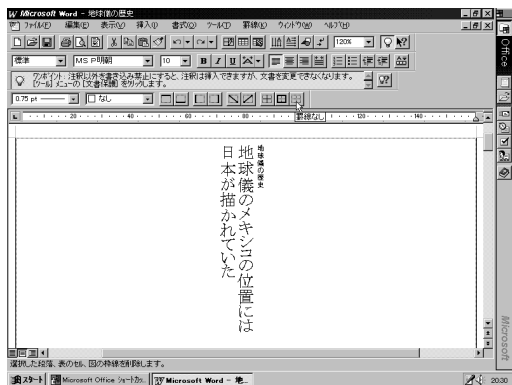 Microsoft Word - 地球儀の歴史
ファイル(F) 編集(E) 表示(V) 挿入(I) 書式(O) ツール(T) 罫線(A) ウィンドウ(W) ヘルプ(H)
120%
標準 MS P明朝 10 B I U
ワンポイント: 注釈以外を書き込み禁止にすると、注釈は挿入できますが、文書を変更できなくなります。
[ツール] メニューの [文書保護] をクリックします。
0.75 pt なし
罫線なし
20 40 60 80 120 140
地球儀の歴史
地球儀のメキシコの位置には
日本が描かれていた
選択した段落、表のセル、図の枠線を削除します。
スタート Microsoft Office ショートカ... Microsoft Word - 地... 20:30
Office
Microsoft